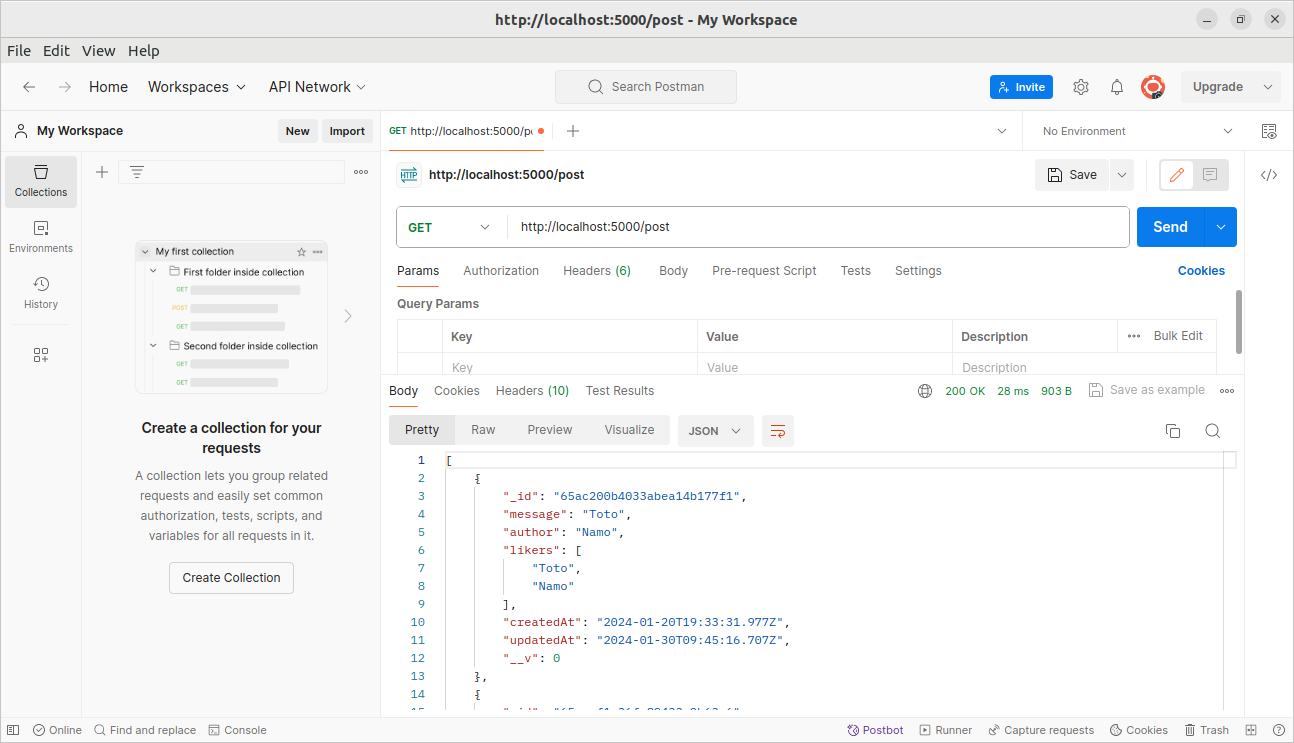 http://localhost:5000/post - My Workspace
File Edit View Help
Home Workspaces API Network Search Postman Invite Upgrade
My Workspace New Import GET http://localhost:5000/p No Environment
Collections
Environments
History
HTTP http://localhost:5000/post Save
GET http://localhost:5000/post Send
Params Authorization Headers (6) Body Pre-request Script Tests Settings Cookies
Query Params
Key Value Description Bulk Edit
Key Value Description
My first collection
First folder inside collection
GET
POST
GET
Second folder inside collection
GET
GET
Create a collection for your
requests
A collection lets you group related
requests and easily set common
authorization, tests, scripts, and
variables for all requests in it.
Create Collection
Body Cookies Headers (10) Test Results 200 OK 28 ms 903 B Save as example
Pretty Raw Preview Visualize JSON
1 [
2 {
3 "_id": "65ac200b4033abea14b177f1",
4 "message": "Toto",
5 "author": "Namo",
6 "likers": [
7 "Toto",
8 "Namo"
9 ],
10 "createdAt": "2024-01-20T19:33:31.977Z",
11 "updatedAt": "2024-01-30T09:45:16.707Z",
12 "__v": 0
13 },
14 {
Online Find and replace Console Postbot Runner Capture requests Cookies Trash